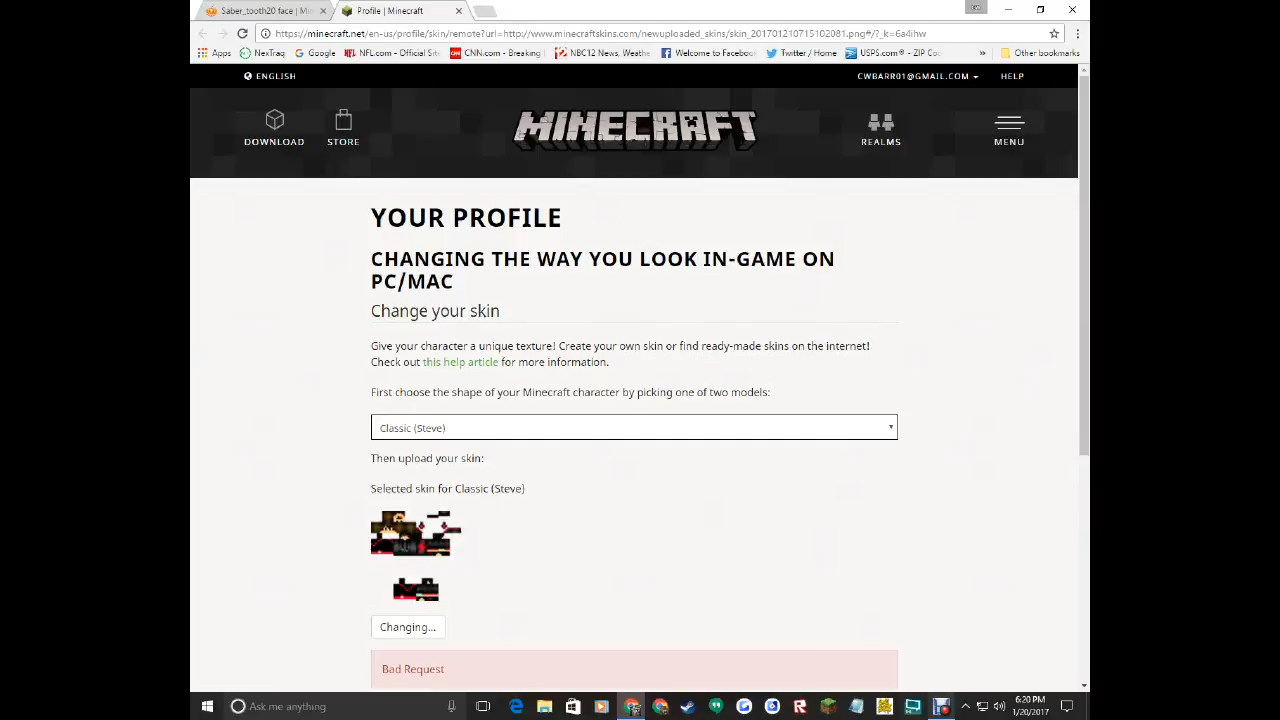 Saber_tooth20 face | Min
Profile | Minecraft
https://minecraft.net/en-us/profile/skin/remote?url=http://www.minecraftskins.com/newuploaded_skins/skin_2017012107151​02081.png#/?_k=6a4ihw
Apps NexTraq Google NFL.com - Official Site CNN.com - Breaking NBC12 News, Weathe Welcome to Facebook Twitter / Home USPS.com® - ZIP Co » Other bookmarks
ENGLISH CWBARR01@GMAIL.COM HELP
DOWNLOAD STORE MINECRAFT REALMS MENU
YOUR PROFILE
CHANGING THE WAY YOU LOOK IN-GAME ON
PC/MAC
Change your skin
Give your character a unique texture! Create your own skin or find ready-made skins on the internet!
Check out this help article for more information.
First choose the shape of your Minecraft character by picking one of two models:
Classic (Steve)
Then upload your skin:
Selected skin for Classic (Steve)
Changing...
Bad Request
Ask me anything
6:20 PM
1/20/2017